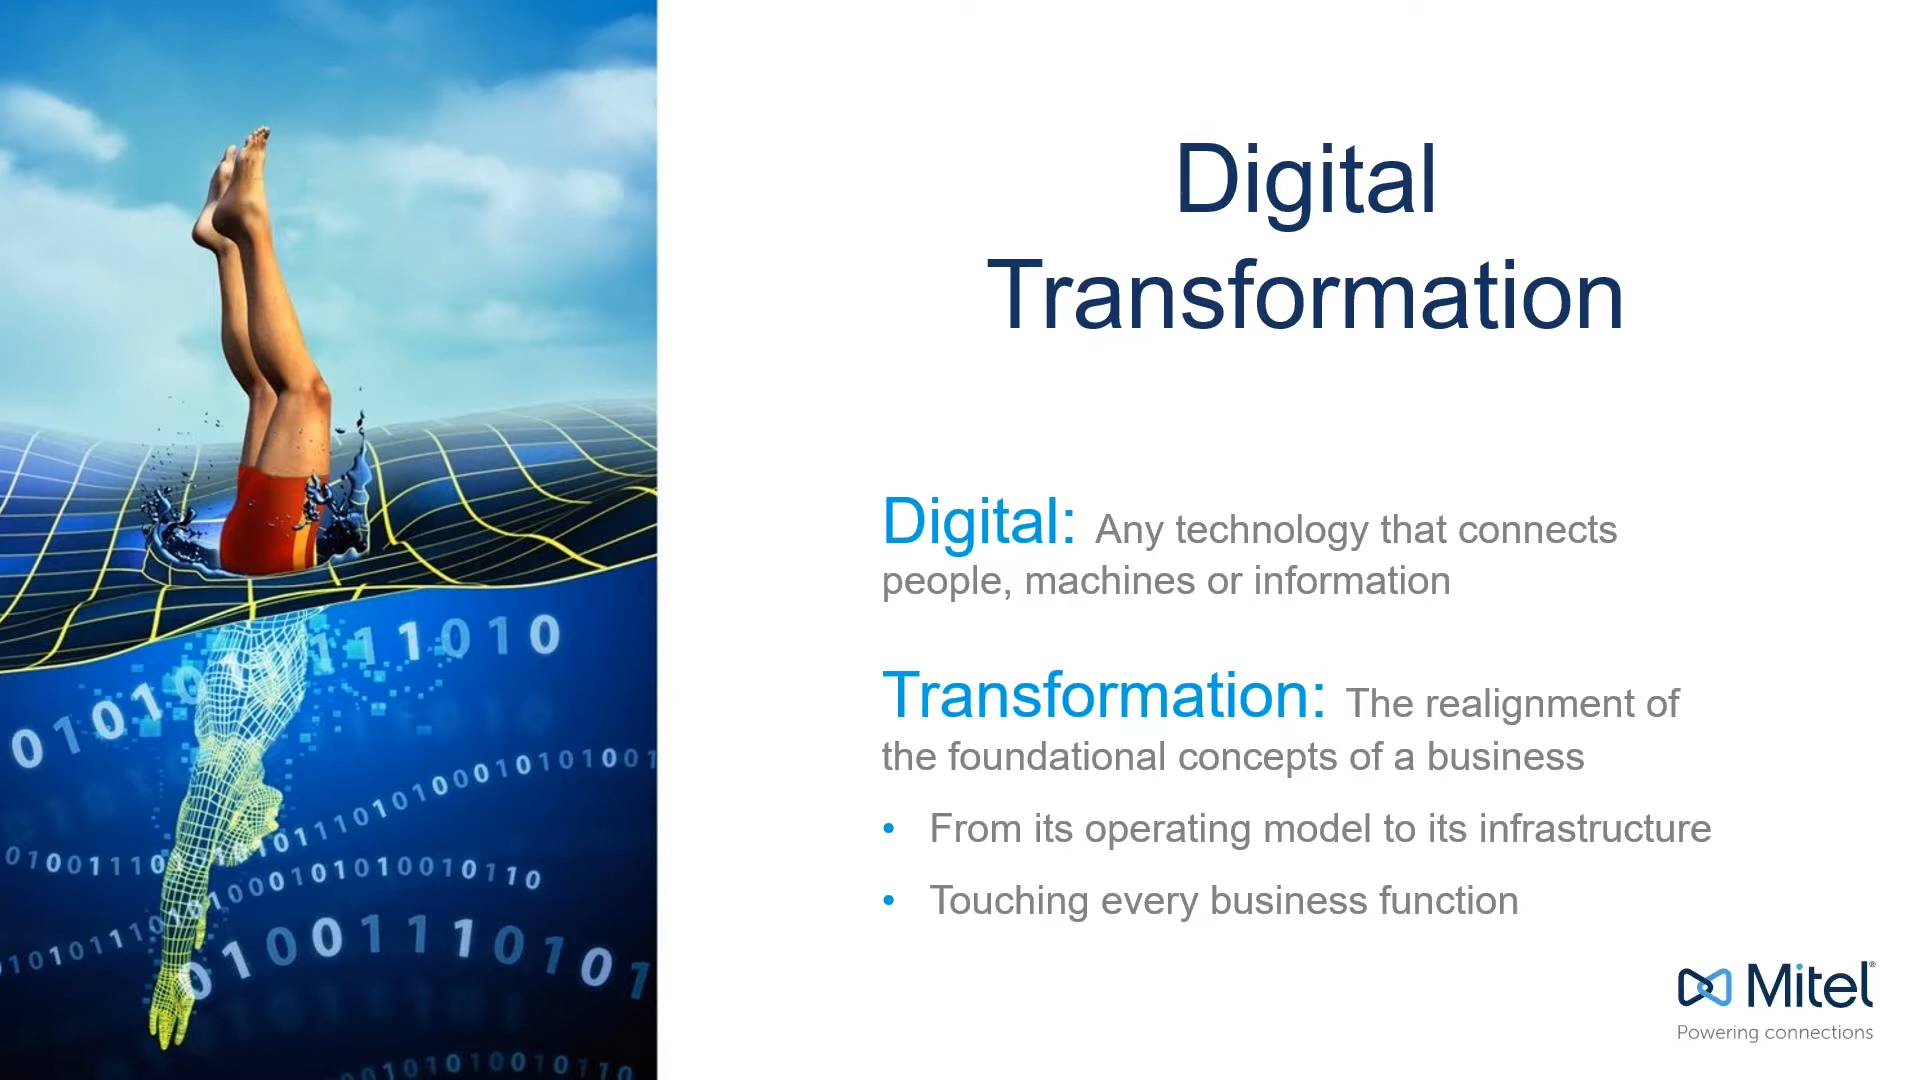 Digital
Transformation
Digital: Any technology that connects
people, machines or information
Transformation: The realignment of
the foundational concepts of a business
• From its operating model to its infrastructure
• Touching every business function
Mitel®
Powering connections